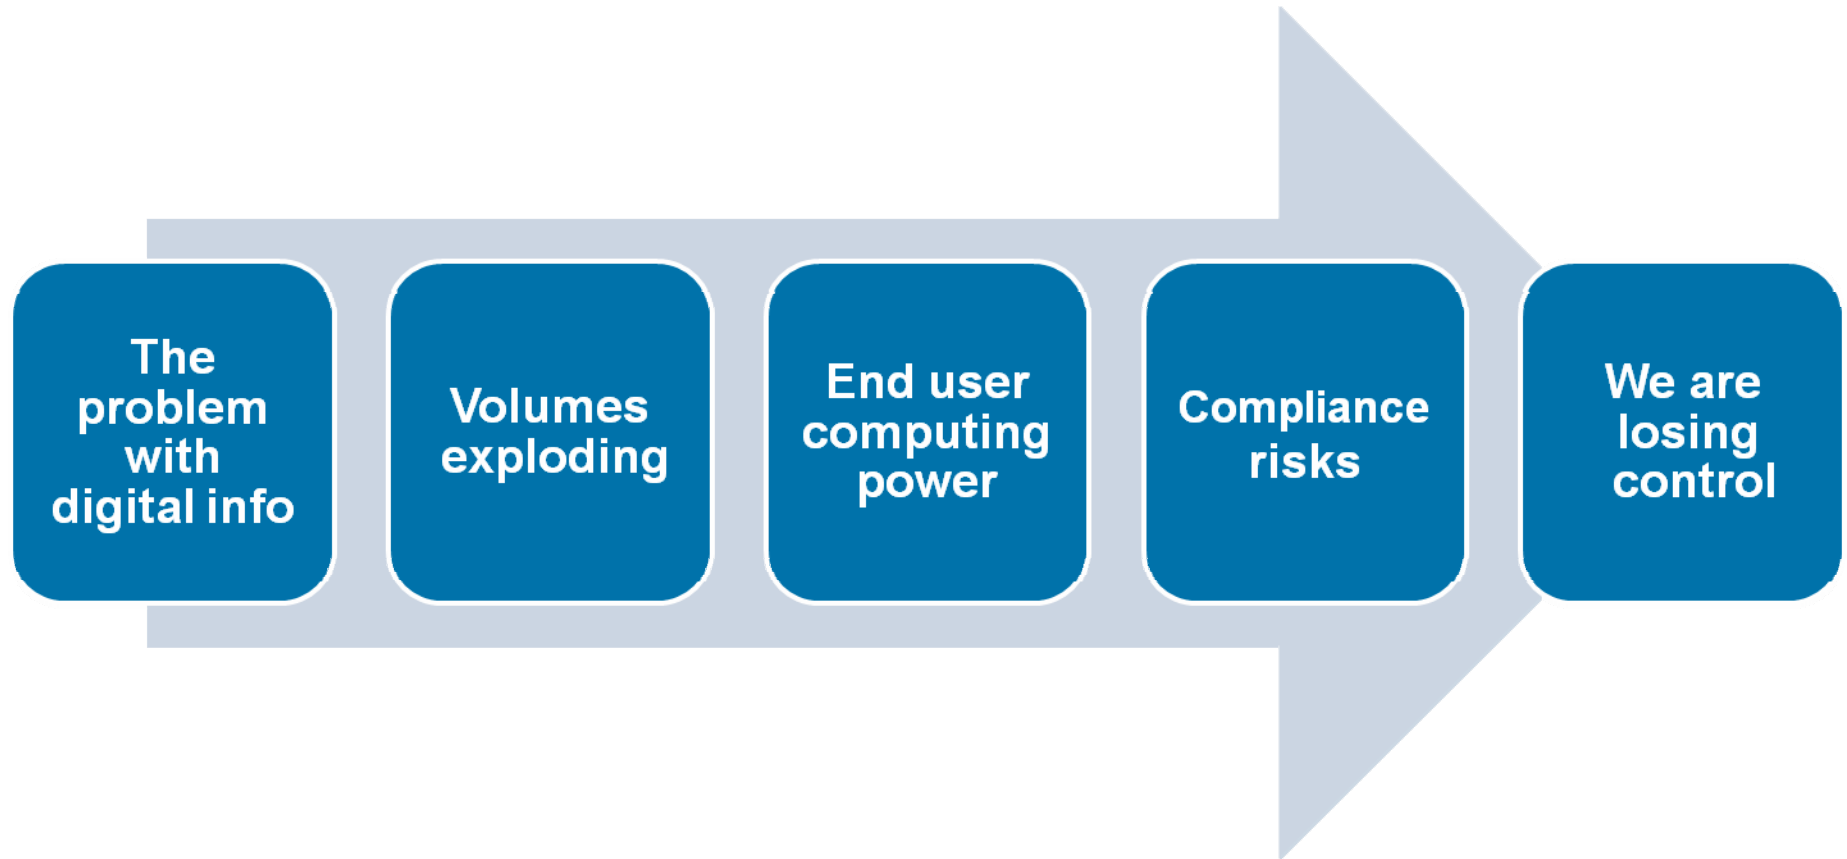 The
problem
with
digital info
Volumes
exploding
End user
computing
power
Compliance
risks
We are
losing
control